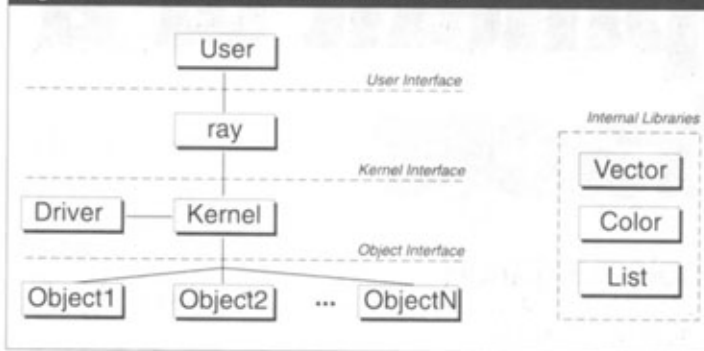 User
User Interface
ray
Internal Libraries
Kernel Interface
Vector
Driver
Kernel
Color
Object Interface
List
Object1
Object2
...
ObjectN